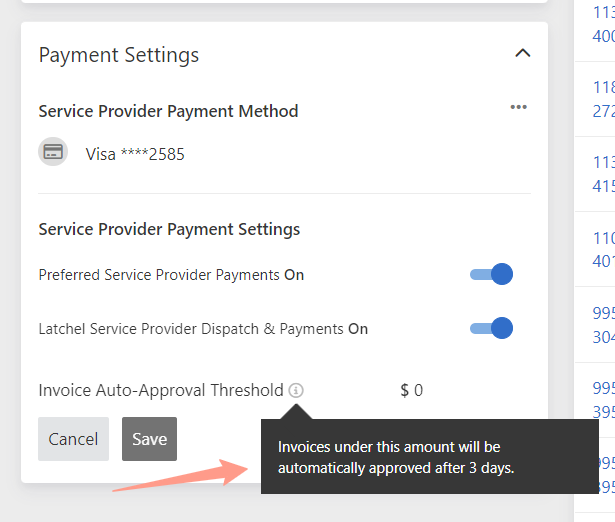 Payment Settings
Service Provider Payment Method
Visa ****2585
Service Provider Payment Settings
Preferred Service Provider Payments On
Latchel Service Provider Dispatch & Payments On
Invoice Auto-Approval Threshold $ 0
Cancel Save
Invoices under this amount will be
automatically approved after 3 days.
113
400
118
272
113
415
110
401
995
304
995
395
995
395